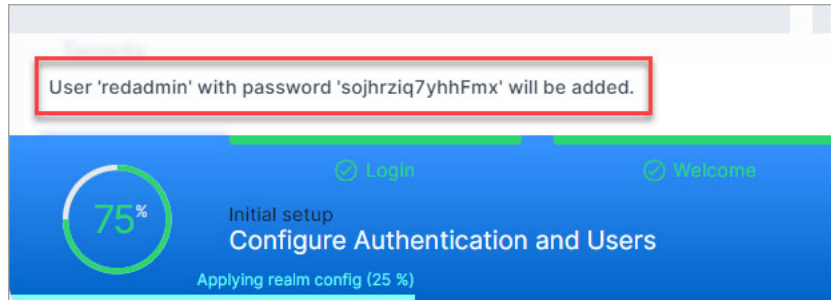 Tenants
User 'redadmin' with password 'sojhrziq7yhhFmx' will be added.
Login
Welcome
75%
Initial setup
Configure Authentication and Users
Applying realm config (25 %)